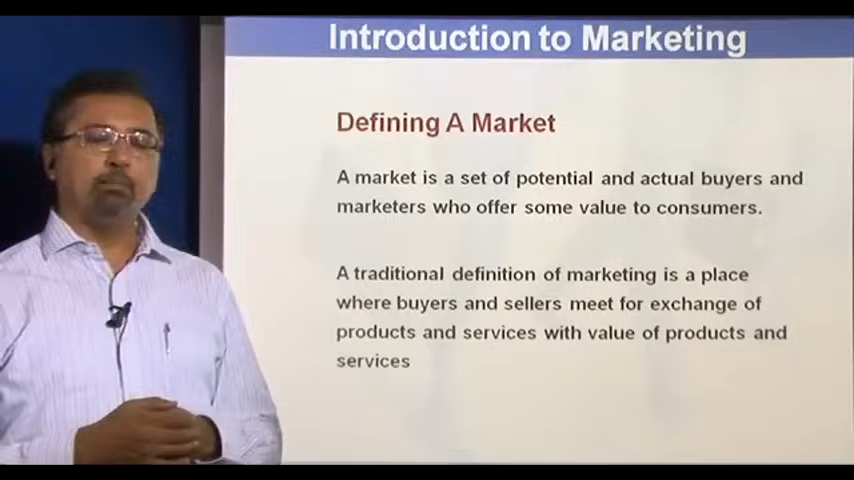 Introduction to Marketing
Defining A Market
A market is a set of potential and actual buyers and
marketers who offer some value to consumers.
A traditional definition of marketing is a place
where buyers and sellers meet for exchange of
products and services with value of products and
services